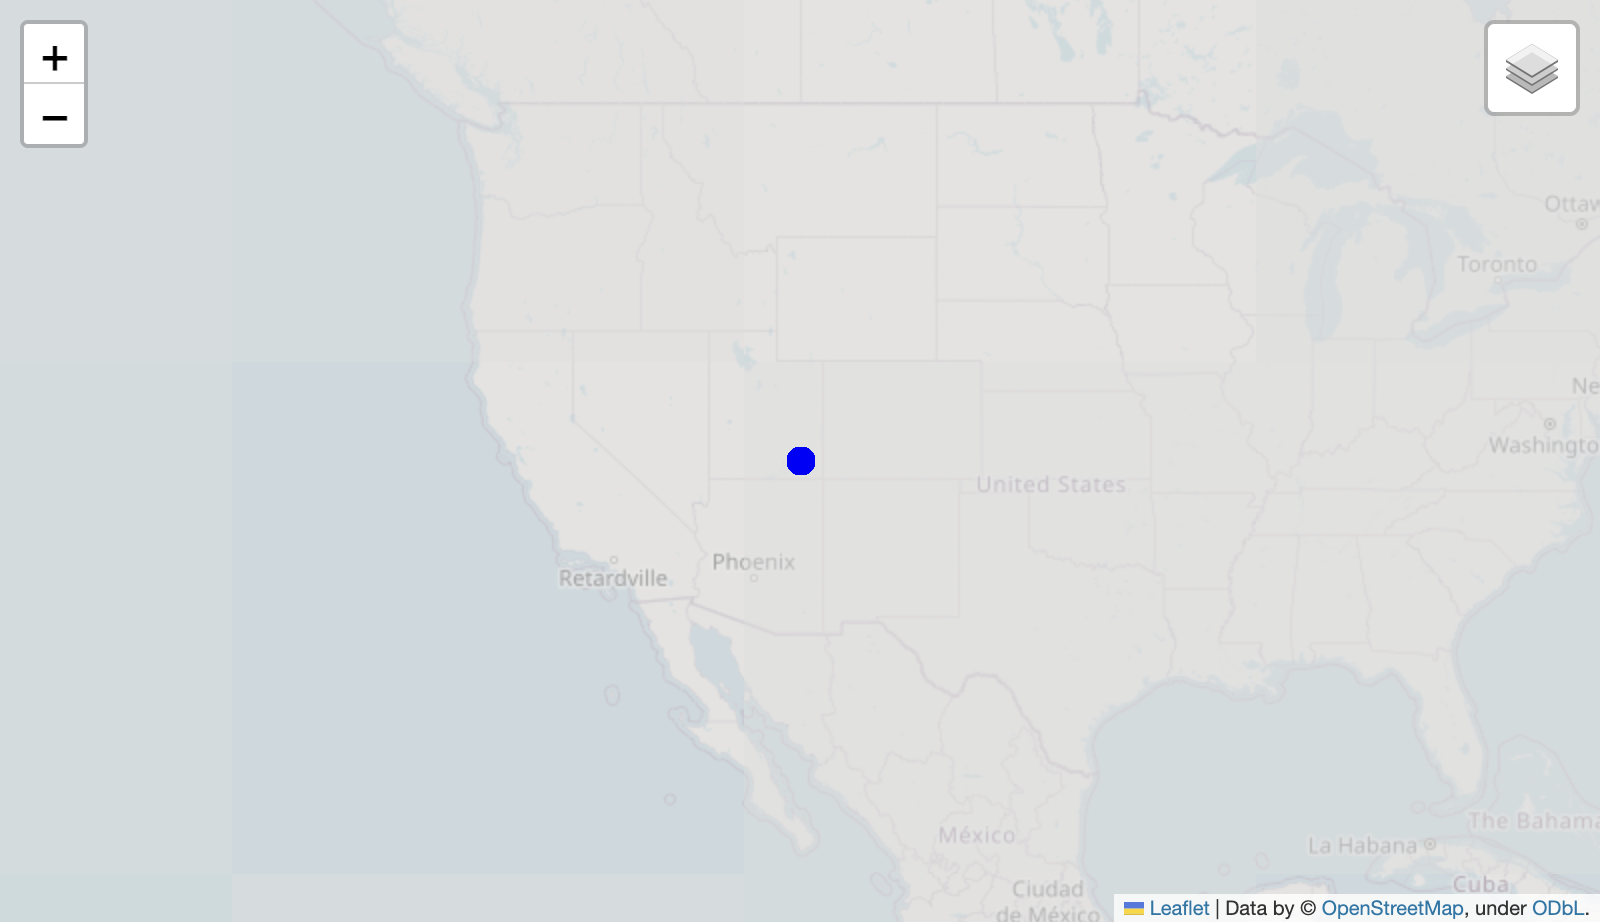 +
−
Ottaw
Toronto
Ne
Washingto
United States
Phoenix
Retardville
México
The Bahama
La Habana
Cuba
Ciudad
de México
Leaflet | Data by © OpenStreetMap, under ODbL.